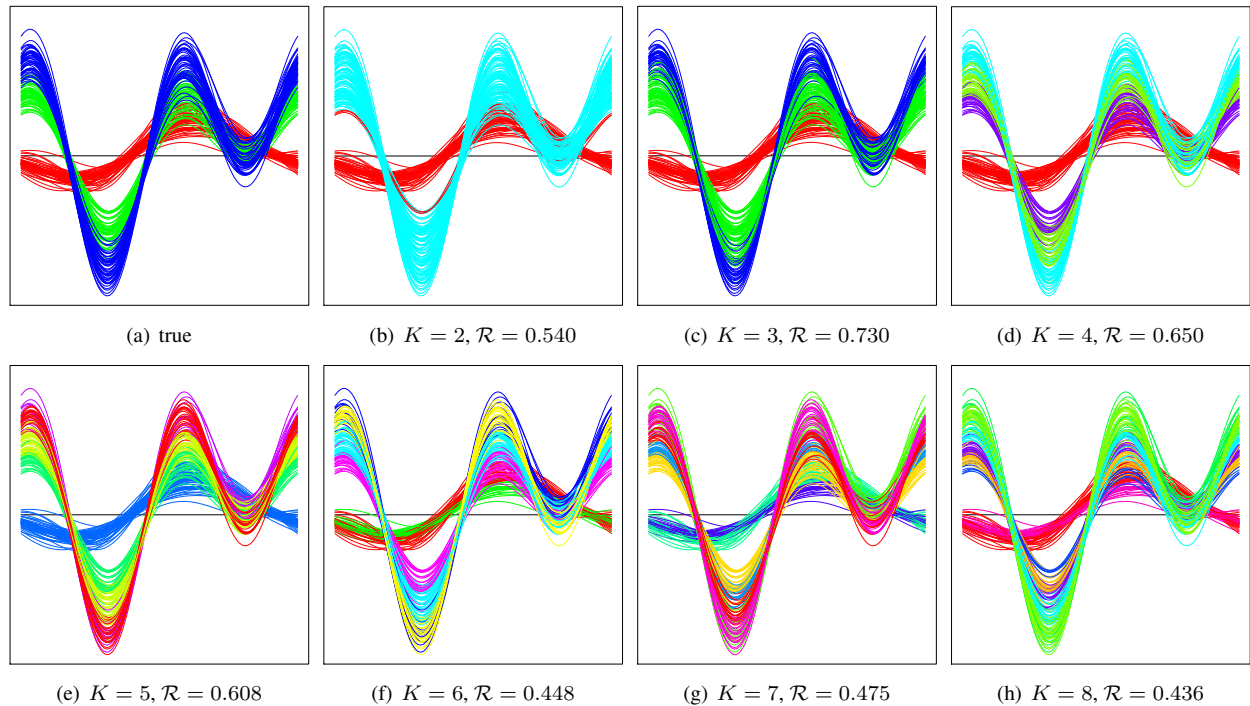 (a) true
(b) K = 2, R = 0.540
(c) K = 3, R = 0.730
(d) K = 4, R = 0.650
(e) K = 5, R = 0.608
(f) K = 6, R = 0.448
(g) K = 7, R = 0.475
(h) K = 8, R = 0.436